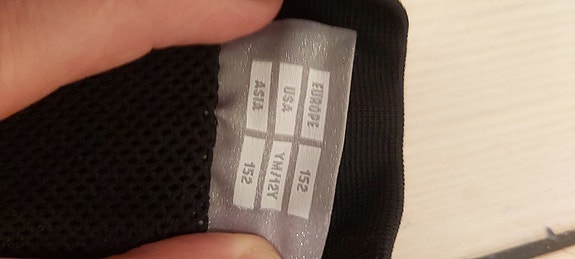 EUROPE 152
USA YM/12Y
ASIA 152